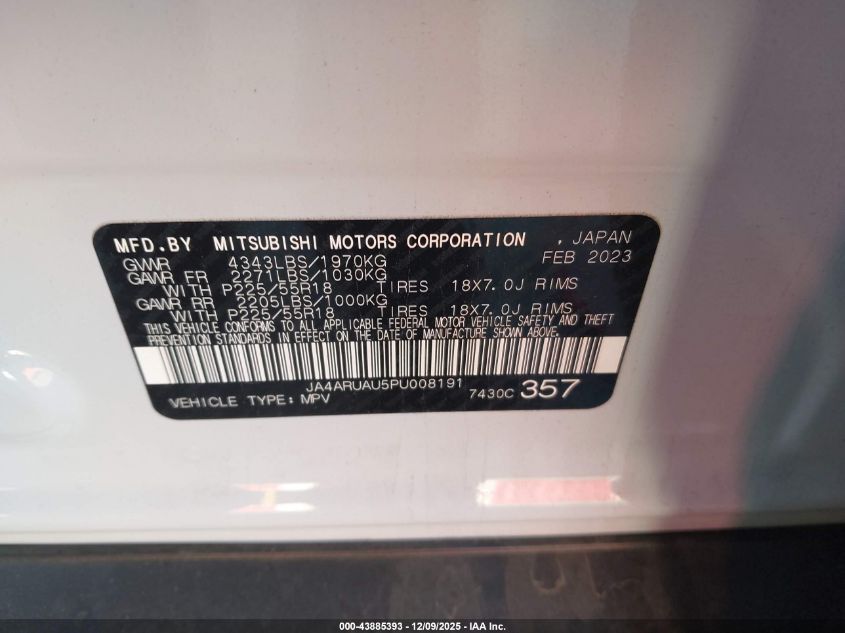 MFD.BY MITSUBISHI MOTORS CORPORATION , JAPAN
GVWR 4343LBS/1970KG FEB 2023
GAWR FR 2271LBS/1030KG
WITH P225/55R18 TIRES 18X7.0J RIMS
GAWR RR 2205LBS/1000KG
WITH P225/55R18 TIRES 18X7.0J RIMS
THIS VEHICLE CONFORMS TO ALL APPLICABLE FEDERAL MOTOR VEHICLE SAFETY AND THEFT
PREVENTION STANDARDS IN EFFECT ON THE DATE OF MANUFACTURE SHOWN ABOVE.
JA4ARUAU5PU008191
VEHICLE TYPE: MPV 7430C 357
000-43885393 - 12/09/2025 - IAA Inc.